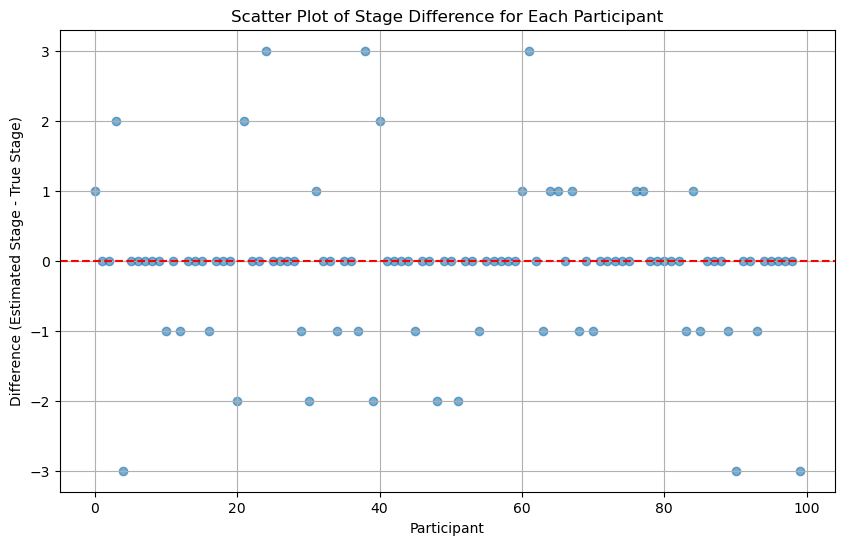 Scatter Plot of Stage Difference for Each Participant
Difference (Estimated Stage - True Stage)
3
2
1
0
−1
−2
−3
0 20 40 60 80 100
Participant